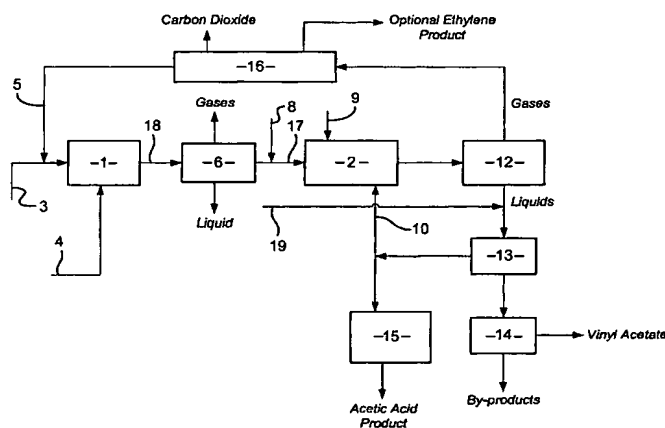 Carbon Dioxide
Optional Ethylene
Product
–16–
5
Gases
8
9
Gases
18
17
–1–
–6–
–2–
–12–
3
Liquid
Liquids
19
10
4
–13–
–15–
–14–
Vinyl Acetate
Acetic Acid
Product
By-products